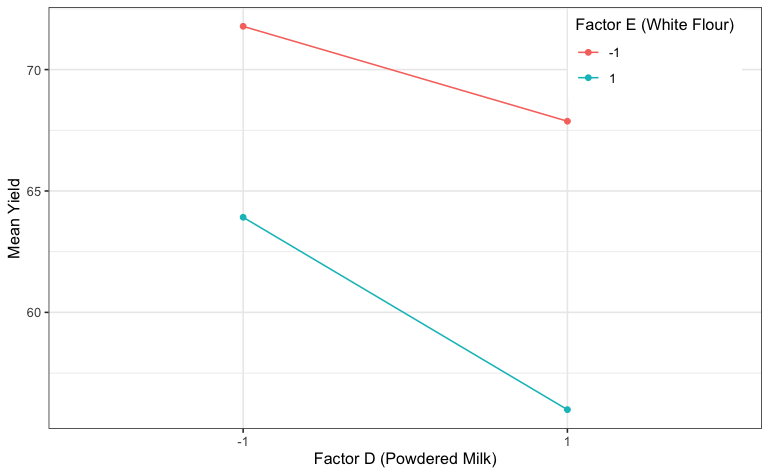 Factor E (White Flour)
-1
1
70
65
60
Mean Yield
-1
1
Factor D (Powdered Milk)